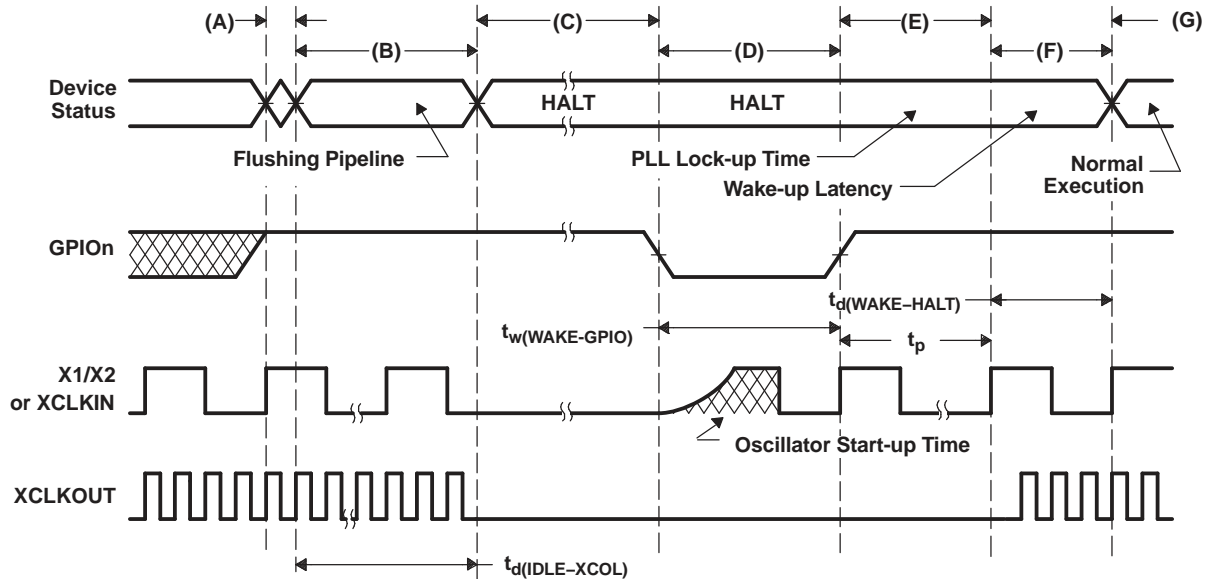 (A)
(B)
(C)
(D)
(E)
(F)
(G)
Device
Status
HALT
HALT
Flushing Pipeline
PLL Lock-up Time
Wake-up Latency
Normal
Execution
GPIOn
td(WAKE−HALT)
tw(WAKE-GPIO)
tp
X1/X2
or XCLKIN
Oscillator Start-up Time
XCLKOUT
td(IDLE−XCOL)